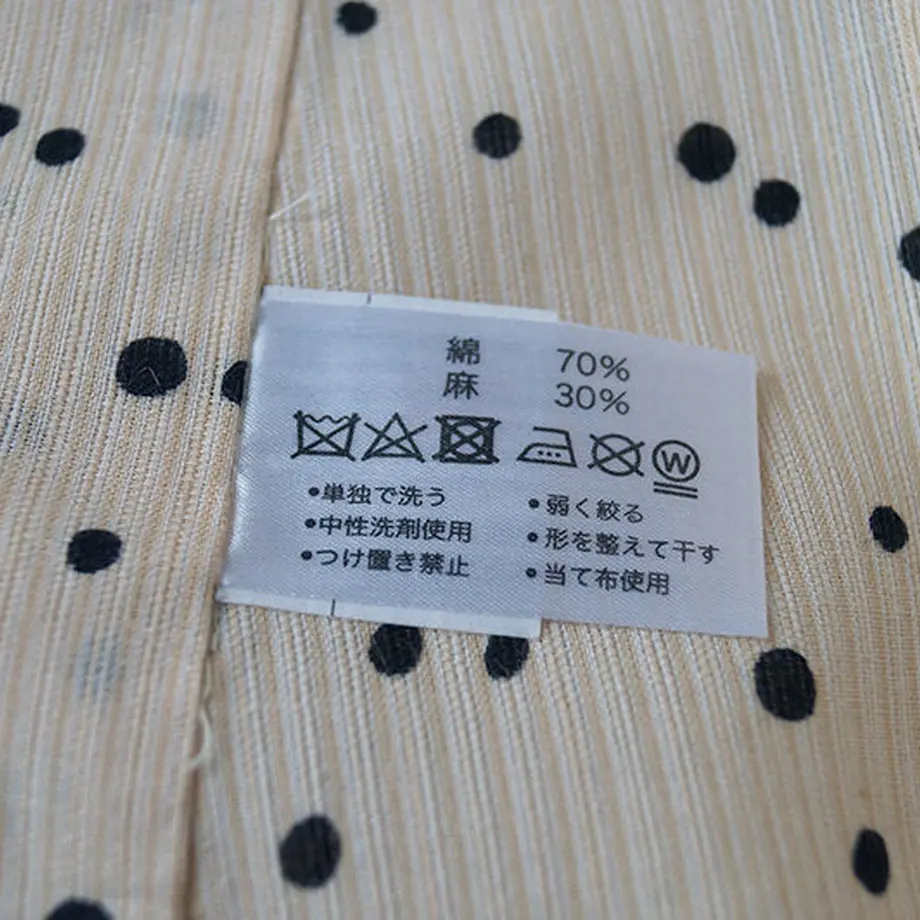 綿 70%
麻 30%
W
•単独で洗う
•中性洗剤使用
•つけ置き禁止
•弱く絞る
•形を整えて干す
•当て布使用